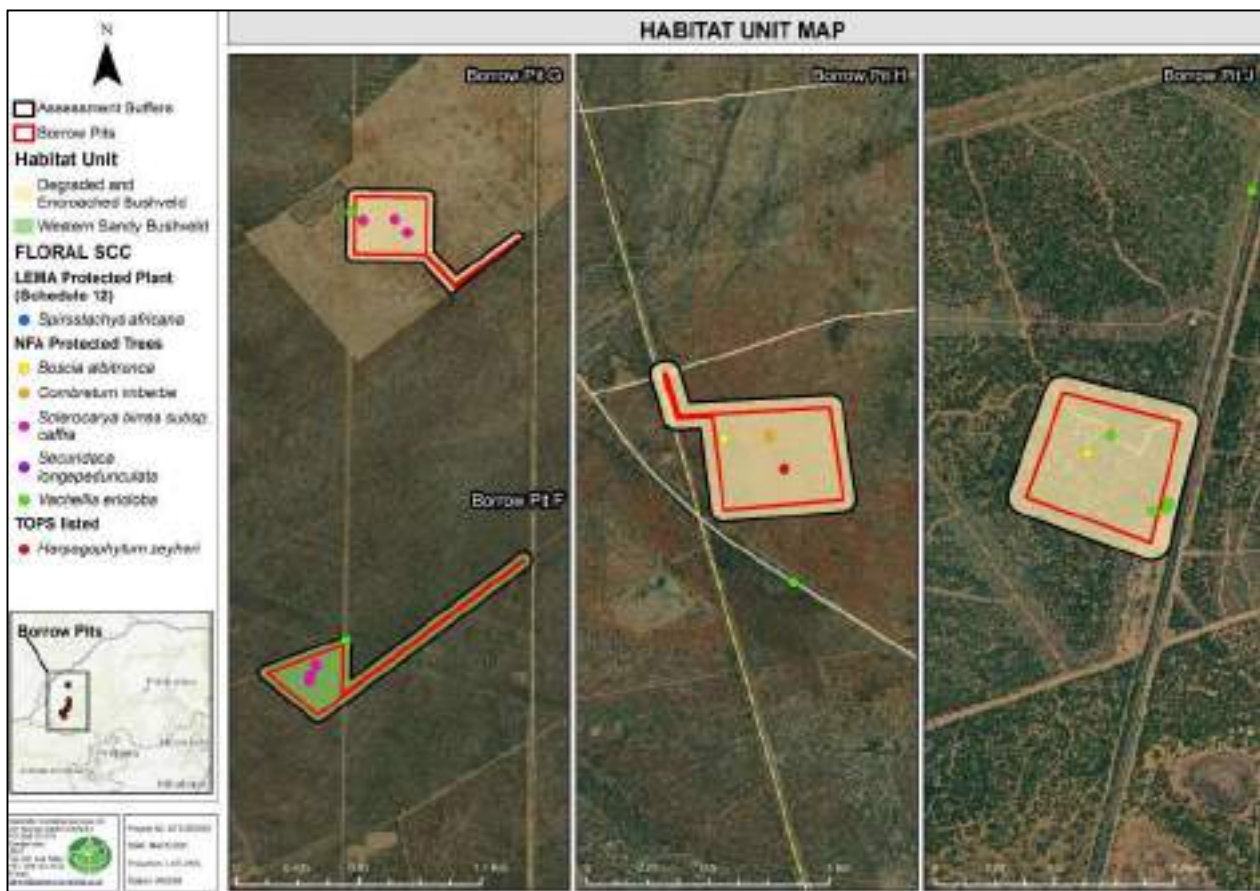 HABITAT UNIT MAP
N
Assessment Buffers
Borrow Pits
Habitat Unit
Degraded and
Encroached Bushveld
Western Sandy Bushveld
FLORAL SCC
LEMA Protected Plant
(Schedule 12)
Spirostachys africana
NFA Protected Trees
Boscia albitrunca
Combretum imberbe
Sclerocarya birrea subsp.
caffra
Securidaca
longepedunculata
Vachellia erioloba
TOPS listed
Harpagophytum zeyheri
Borrow Pits
Borrow Pit G
Borrow Pit F
Borrow Pit H
Borrow Pit J